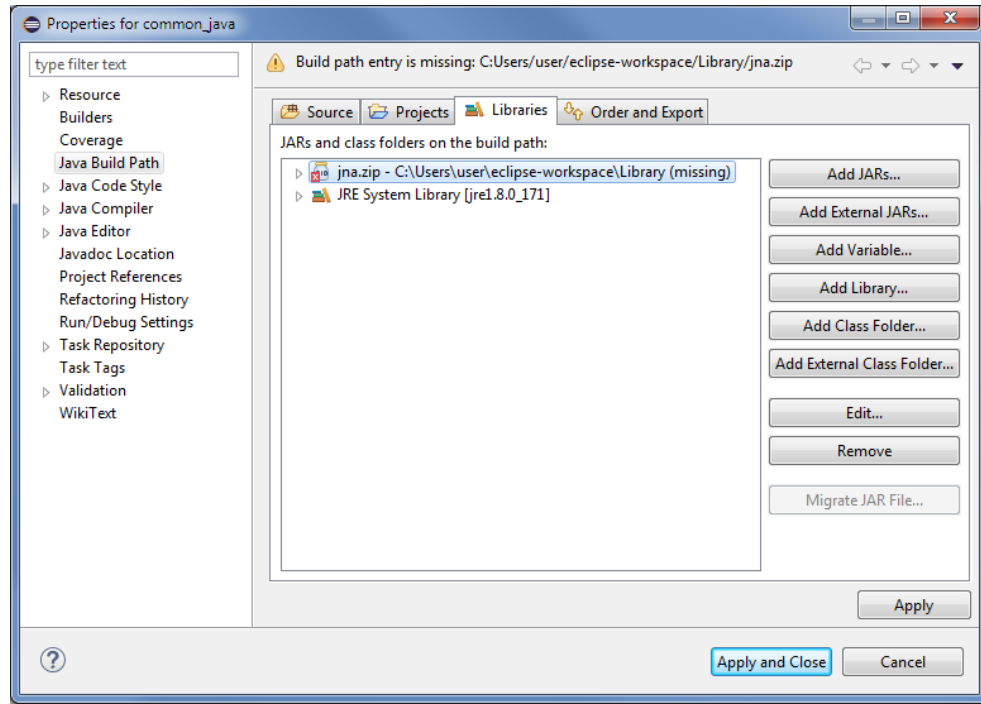 Properties for common_java
type filter text
Resource
Builders
Coverage
Java Build Path
Java Code Style
Java Compiler
Java Editor
Javadoc Location
Project References
Refactoring History
Run/Debug Settings
Task Repository
Task Tags
Validation
WikiText
Build path entry is missing: C:/Users/user/eclipse-workspace/Library/jna.zip
Source Projects Libraries Order and Export
JARs and class folders on the build path:
jna.zip - C:\Users\user\eclipse-workspace\Library (missing)
JRE System Library [jre1.8.0_171]
Add JARs...
Add External JARs...
Add Variable...
Add Library...
Add Class Folder...
Add External Class Folder...
Edit...
Remove
Migrate JAR File...
Apply
Apply and Close Cancel